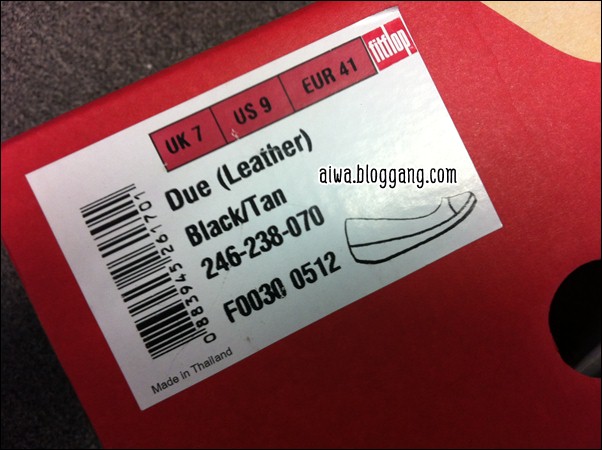 fitflop
UK 7 US 9 EUR 41
Due (Leather)
Black/Tan
246-238-070
F0030 0512
0883945261701
Made in Thailand
aiwa.bloggang.com